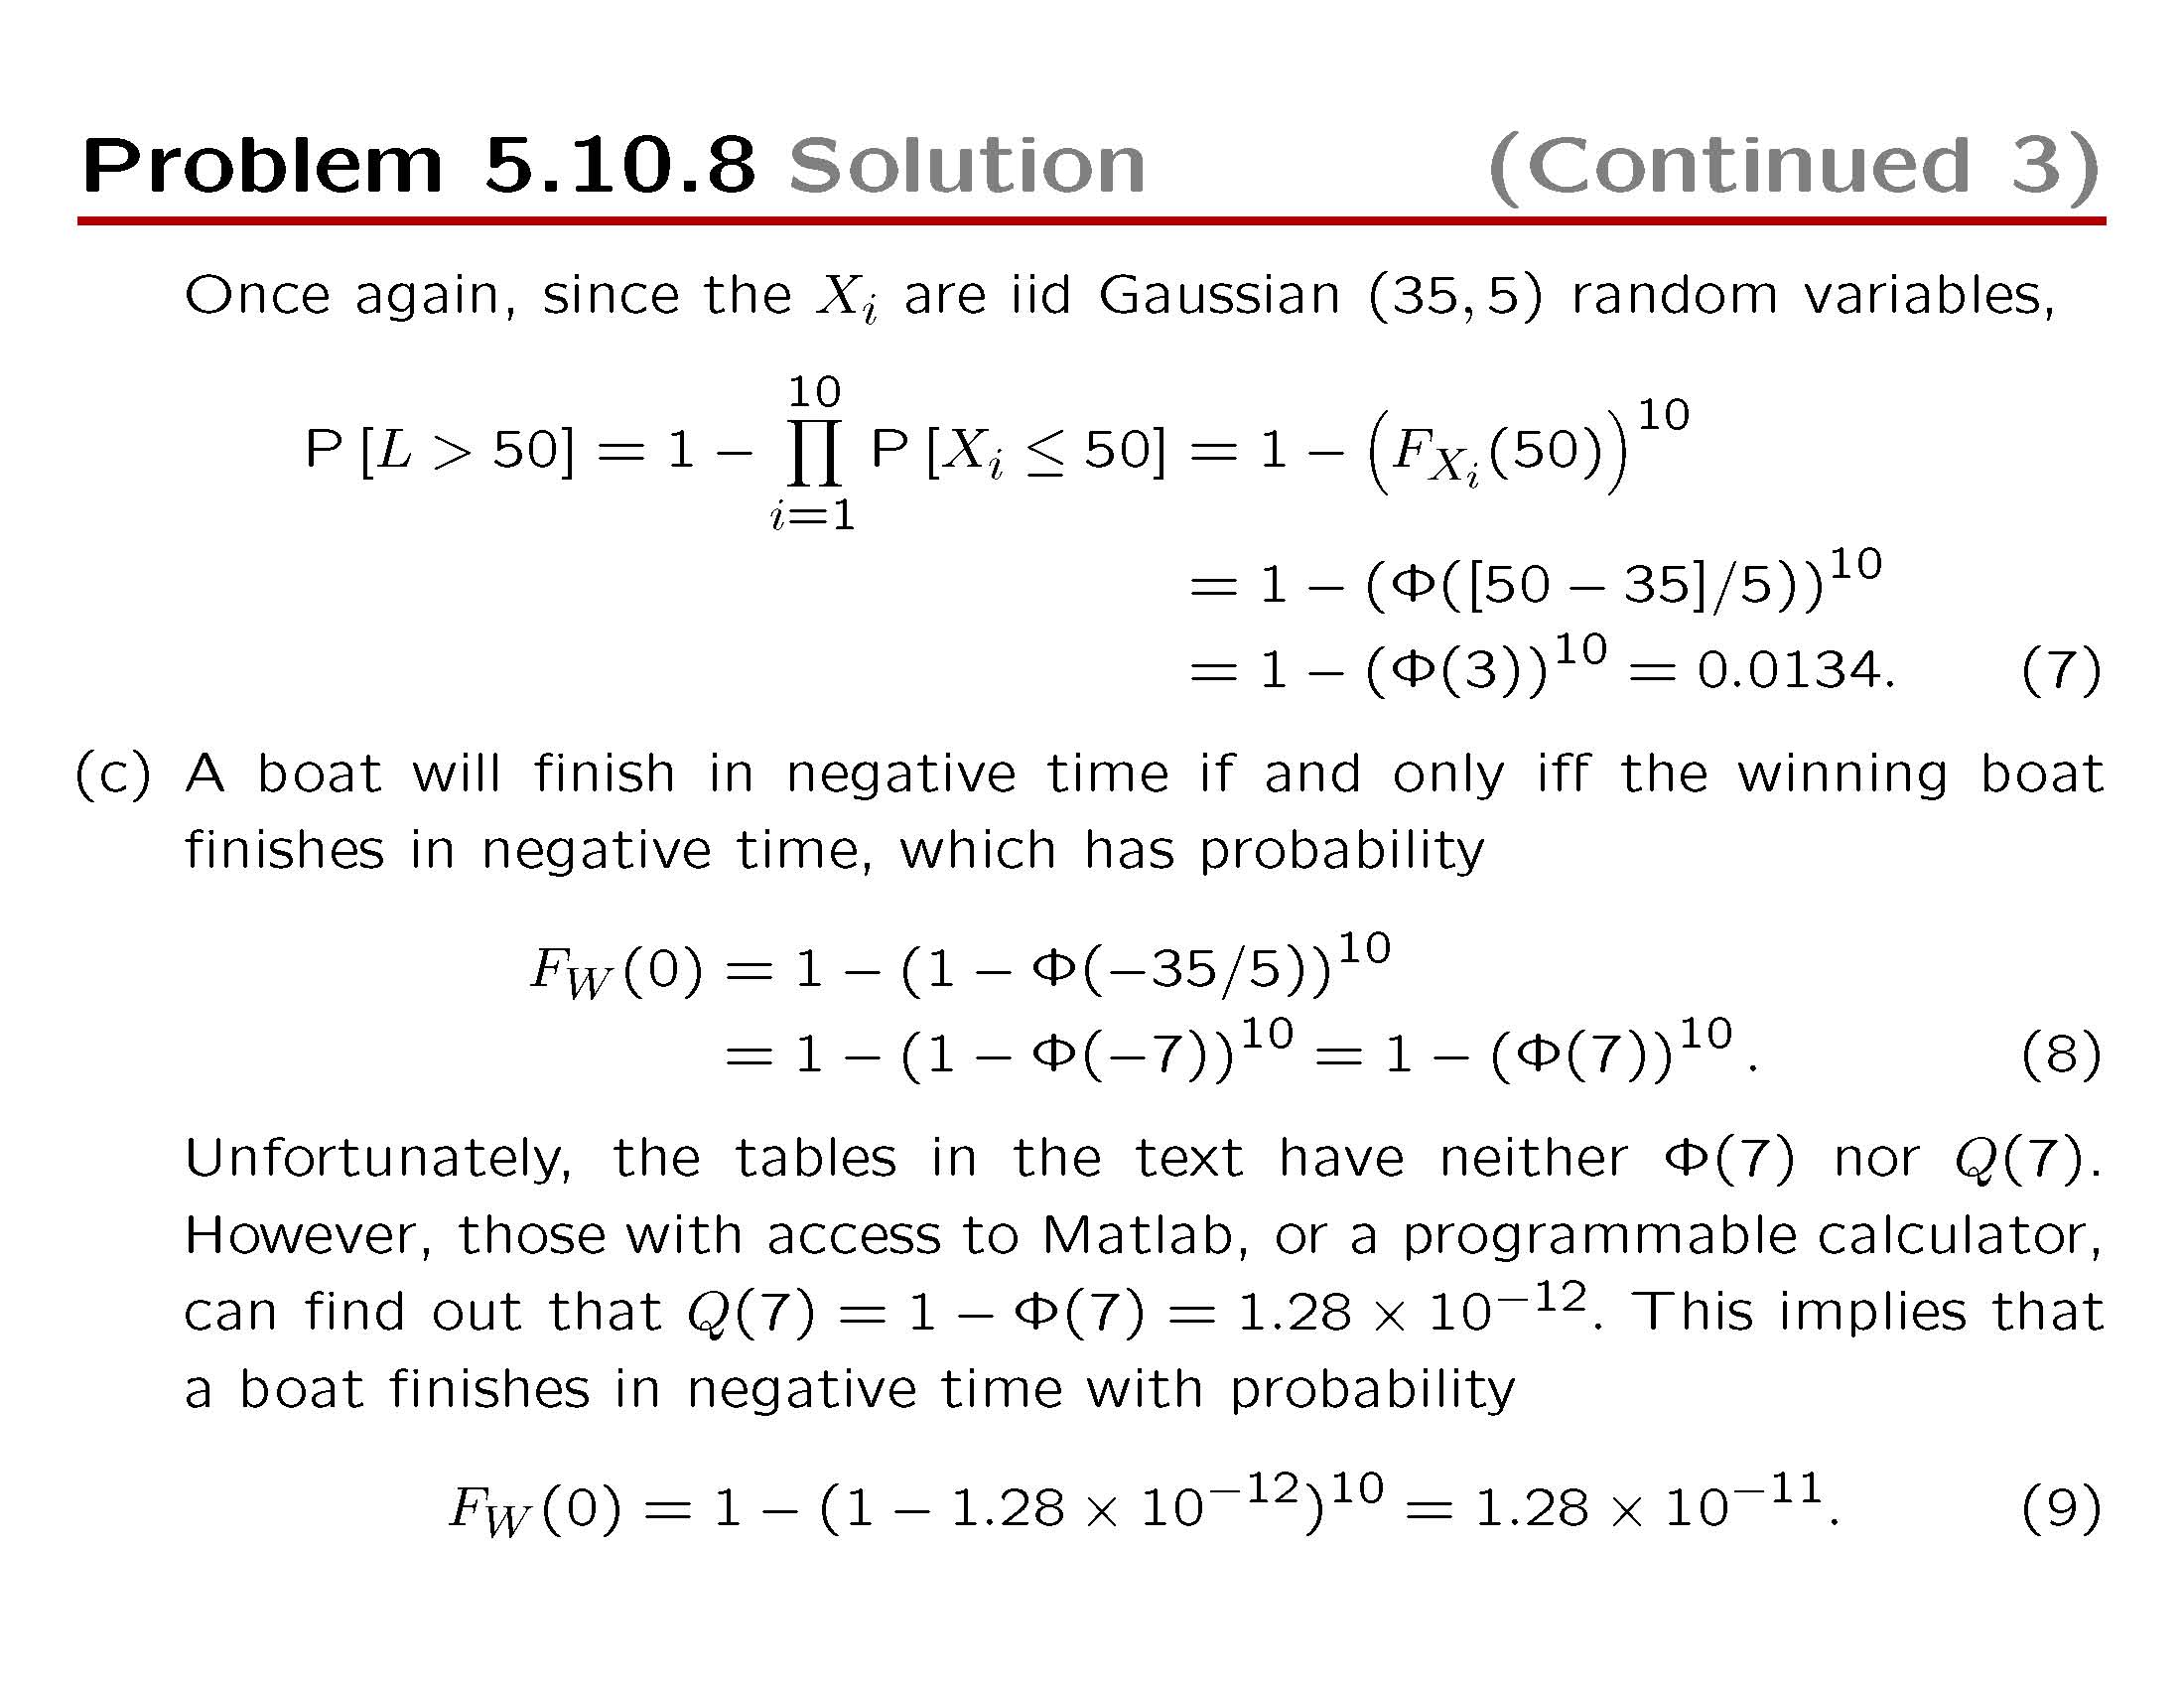 Problem 5.10.8 Solution (Continued 3)
Once again, since the X_i are iid Gaussian (35, 5) random variables,
P [L > 50] = 1 − ∏_{i=1}^{10} P [X_i ≤ 50] = 1 − (F_{X_i}(50))^{10}
= 1 − (Φ([50 − 35]/5))^{10}
= 1 − (Φ(3))^{10} = 0.0134. (7)
(c) A boat will finish in negative time if and only iff the winning boat
finishes in negative time, which has probability
F_W(0) = 1 − (1 − Φ(−35/5))^{10}
= 1 − (1 − Φ(−7))^{10} = 1 − (Φ(7))^{10}. (8)
Unfortunately, the tables in the text have neither Φ(7) nor Q(7).
However, those with access to Matlab, or a programmable calculator,
can find out that Q(7) = 1 − Φ(7) = 1.28 × 10^{−12}. This implies that
a boat finishes in negative time with probability
F_W(0) = 1 − (1 − 1.28 × 10^{−12})^{10} = 1.28 × 10^{−11}. (9)